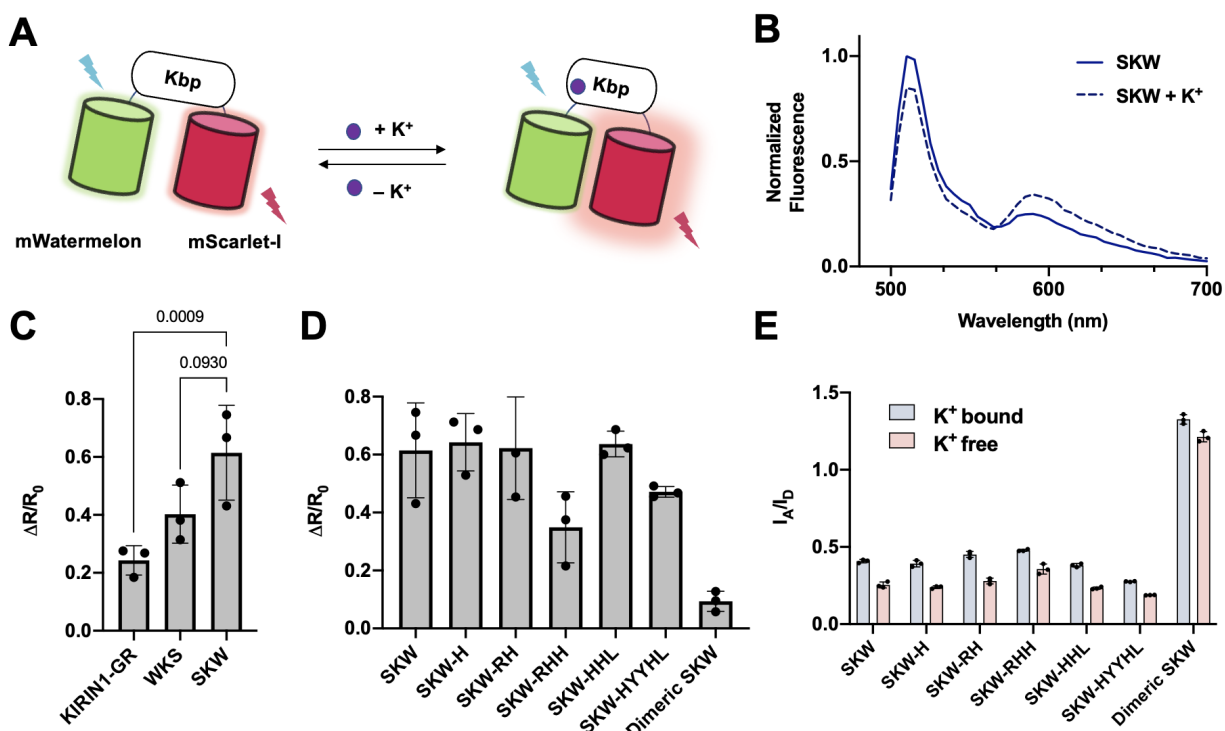 A
Kbp
Kbp
+ K⁺
– K⁺
mWatermelon
mScarlet-I
B
Normalized
Fluorescence
1.0
0.5
0.0
500
600
700
Wavelength (nm)
SKW
SKW + K⁺
C
0.0009
0.0930
ΔR/R₀
0.8
0.6
0.4
0.2
0.0
KIRIN1-GR
WKS
SKW
D
ΔR/R₀
0.8
0.6
0.4
0.2
0.0
SKW
SKW-H
SKW-RH
SKW-RHH
SKW-HHL
SKW-HYYHL
Dimeric SKW
E
I_A/I_D
1.5
1.0
0.5
0.0
K⁺ bound
K⁺ free
SKW
SKW-H
SKW-RH
SKW-RHH
SKW-HHL
SKW-HYYHL
Dimeric SKW